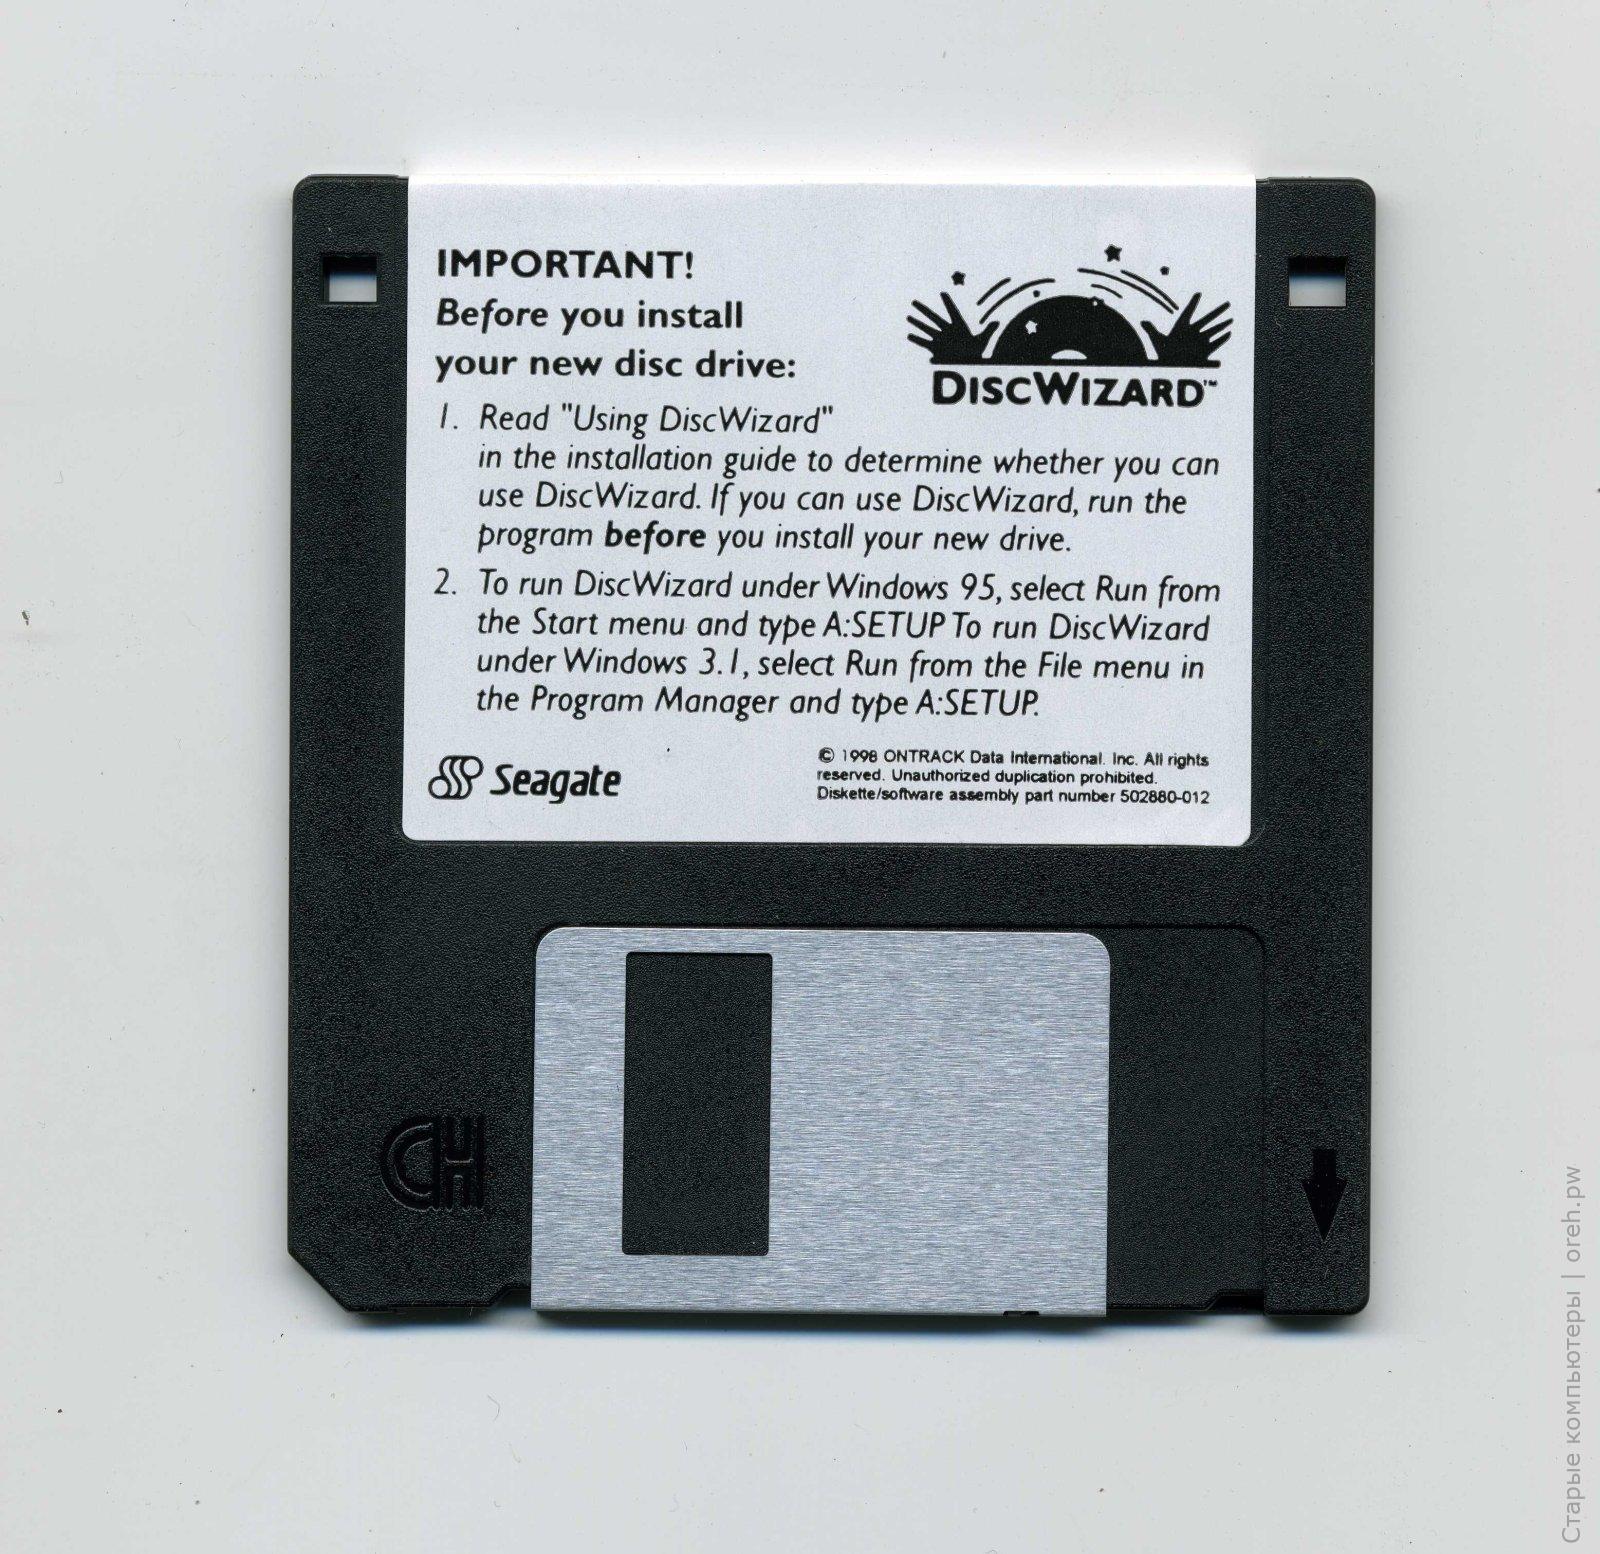 IMPORTANT!
Before you install
your new disc drive:
DISCWIZARD™
1. Read "Using DiscWizard"
in the installation guide to determine whether you can
use DiscWizard. If you can use DiscWizard, run the
program before you install your new drive.
2. To run DiscWizard under Windows 95, select Run from
the Start menu and type A:SETUP To run DiscWizard
under Windows 3.1, select Run from the File menu in
the Program Manager and type A:SETUP.
Seagate
© 1998 ONTRACK Data International. Inc. All rights
reserved. Unauthorized duplication prohibited.
Diskette/software assembly part number 502880-012
Старые компьютеры | oreh.pw